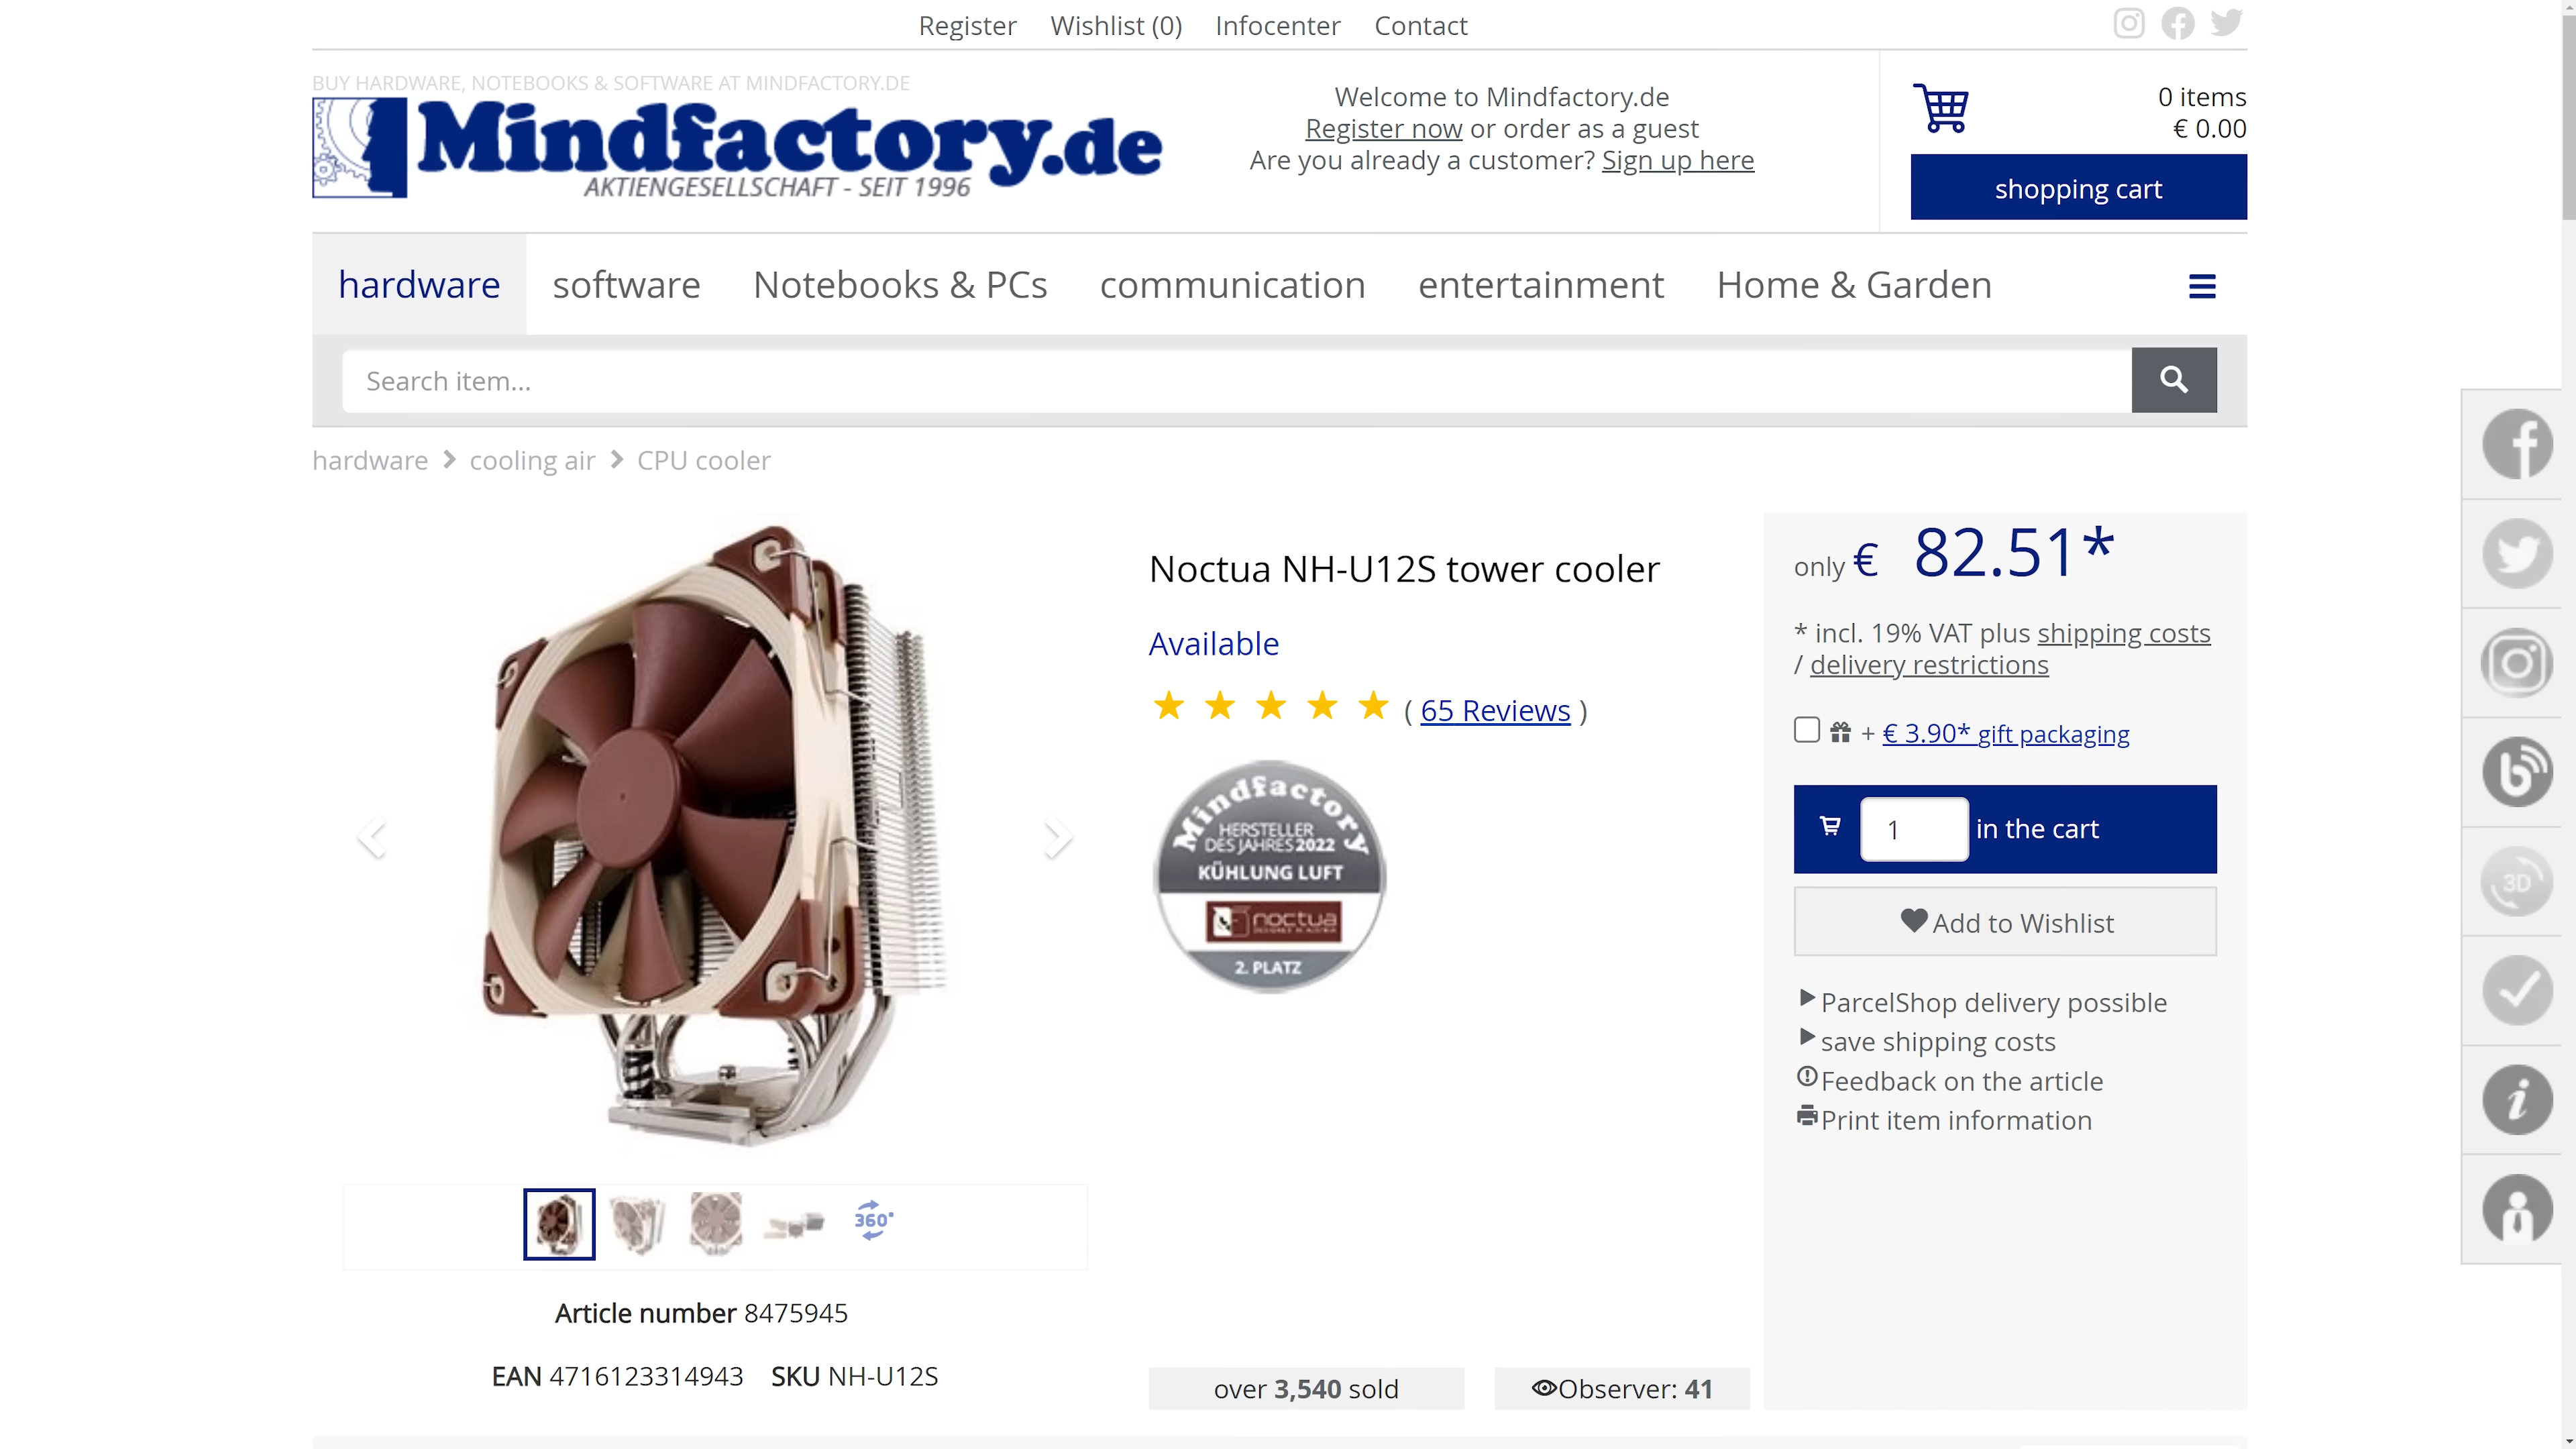 Register Wishlist (0) Infocenter Contact
BUY HARDWARE, NOTEBOOKS & SOFTWARE AT MINDFACTORY.DE
Mindfactory.de
AKTIENGESELLSCHAFT - SEIT 1996
Welcome to Mindfactory.de
Register now or order as a guest
Are you already a customer? Sign up here
0 items
€ 0.00
shopping cart
hardware software Notebooks & PCs communication entertainment Home & Garden
Search item...
hardware cooling air CPU cooler
Noctua NH-U12S tower cooler
Available
( 65 Reviews )
Mindfactory
HERSTELLER
DES JAHRES 2022
KÜHLUNG LUFT
noctua
2. PLATZ
only € 82.51*
* incl. 19% VAT plus shipping costs
/ delivery restrictions
+ € 3.90* gift packaging
1 in the cart
Add to Wishlist
ParcelShop delivery possible
save shipping costs
Feedback on the article
Print item information
3D
360°
Article number 8475945
EAN 4716123314943 SKU NH-U12S
over 3,540 sold
Observer: 41